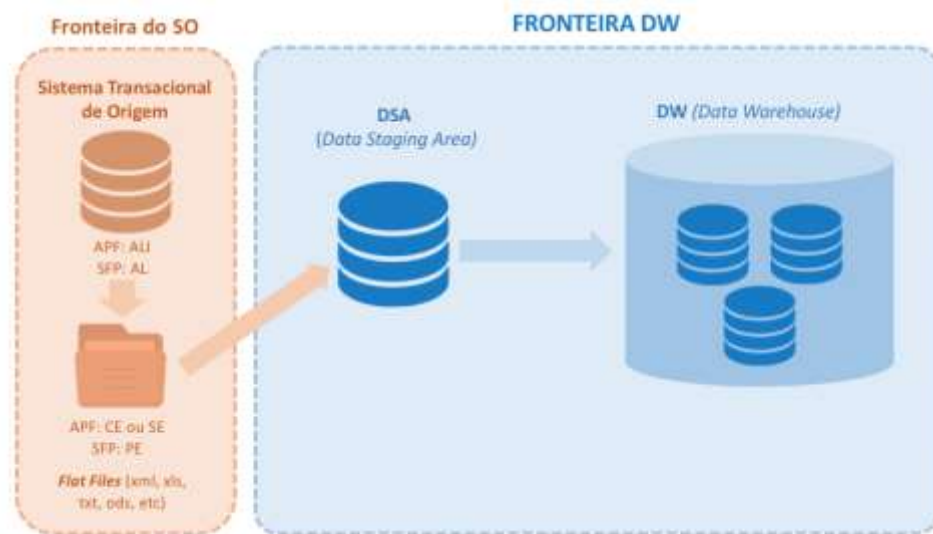 Fronteira do SO
Sistema Transacional
de Origem
APF: ALI
SFP: AL
APF: CE ou SE
SFP: PE
Flat Files (xml, xls,
txt, ods, etc)
FRONTEIRA DW
DSA
(Data Staging Area)
DW (Data Warehouse)